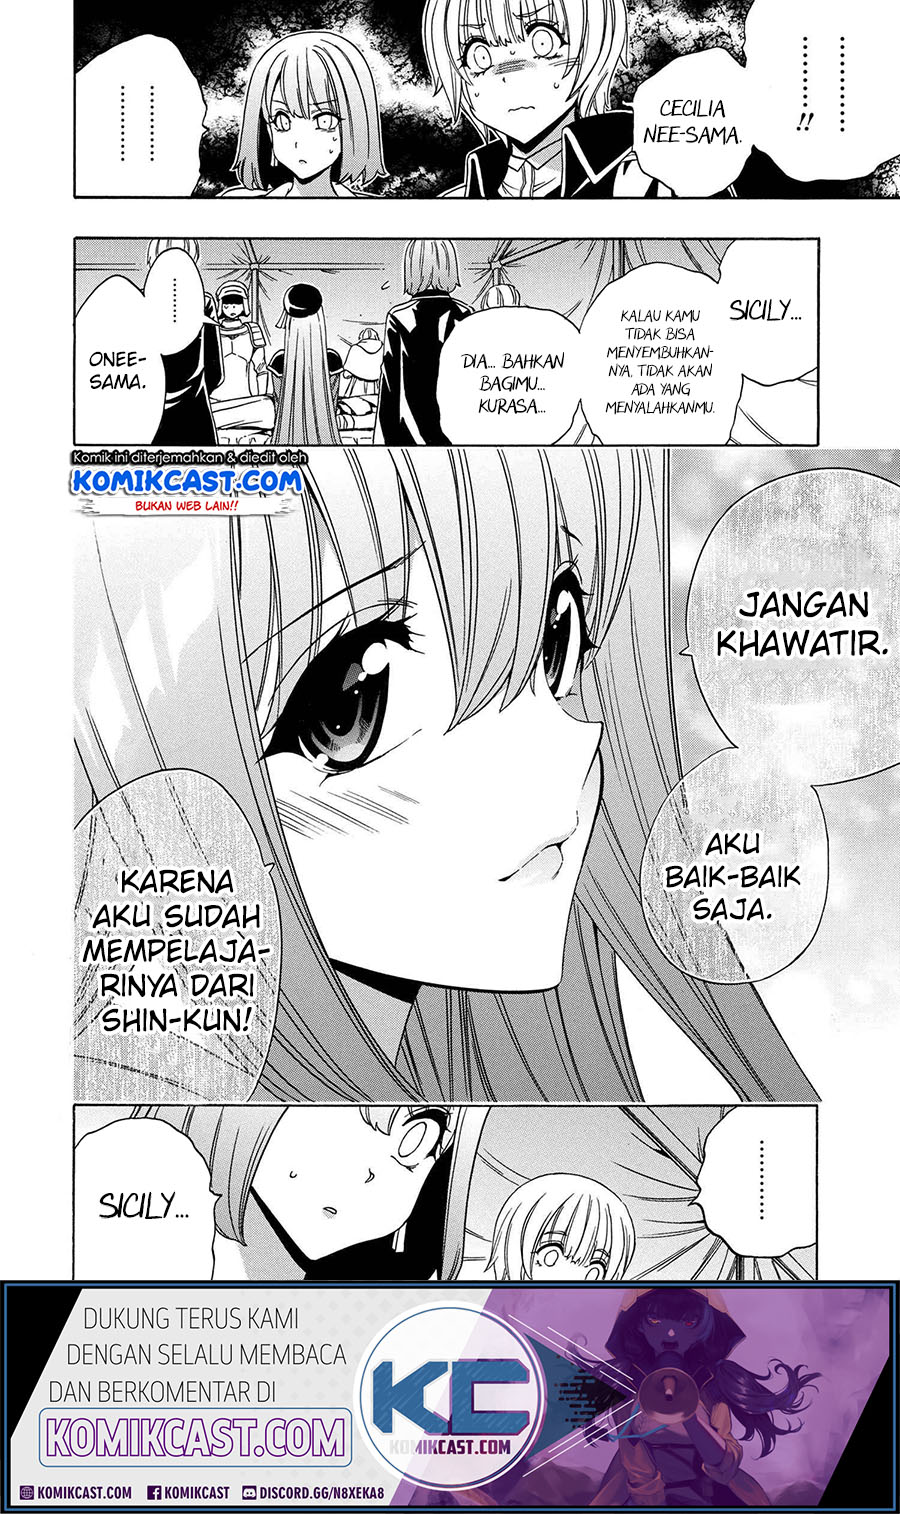 !!
CECILIA
NEE-SAMA.
SICILY...
KALAU KAMU
TIDAK BISA
MENYEMBUHKAN-
NYA, TIDAK AKAN
ADA YANG
MENYALAHKANMU.
DIA... BAHKAN
BAGIMU...
KURASA...
ONEE-
SAMA.
Komik ini diterjemahkan & diedit oleh
KOMIKCAST.COM
BUKAN WEB LAIN!!
JANGAN
KHAWATIR.
AKU
BAIK-BAIK
SAJA.
KARENA
AKU SUDAH
MEMPELAJA-
RINYA DARI
SHIN-KUN!
SICILY...
DUKUNG TERUS KAMI
DENGAN SELALU MEMBACA
DAN BERKOMENTAR DI
KOMIKCAST.COM
KC
KOMIKCAST.COM
KOMIKCAST.COM
KOMIKCAST
DISCORD.GG/N8XEKA8